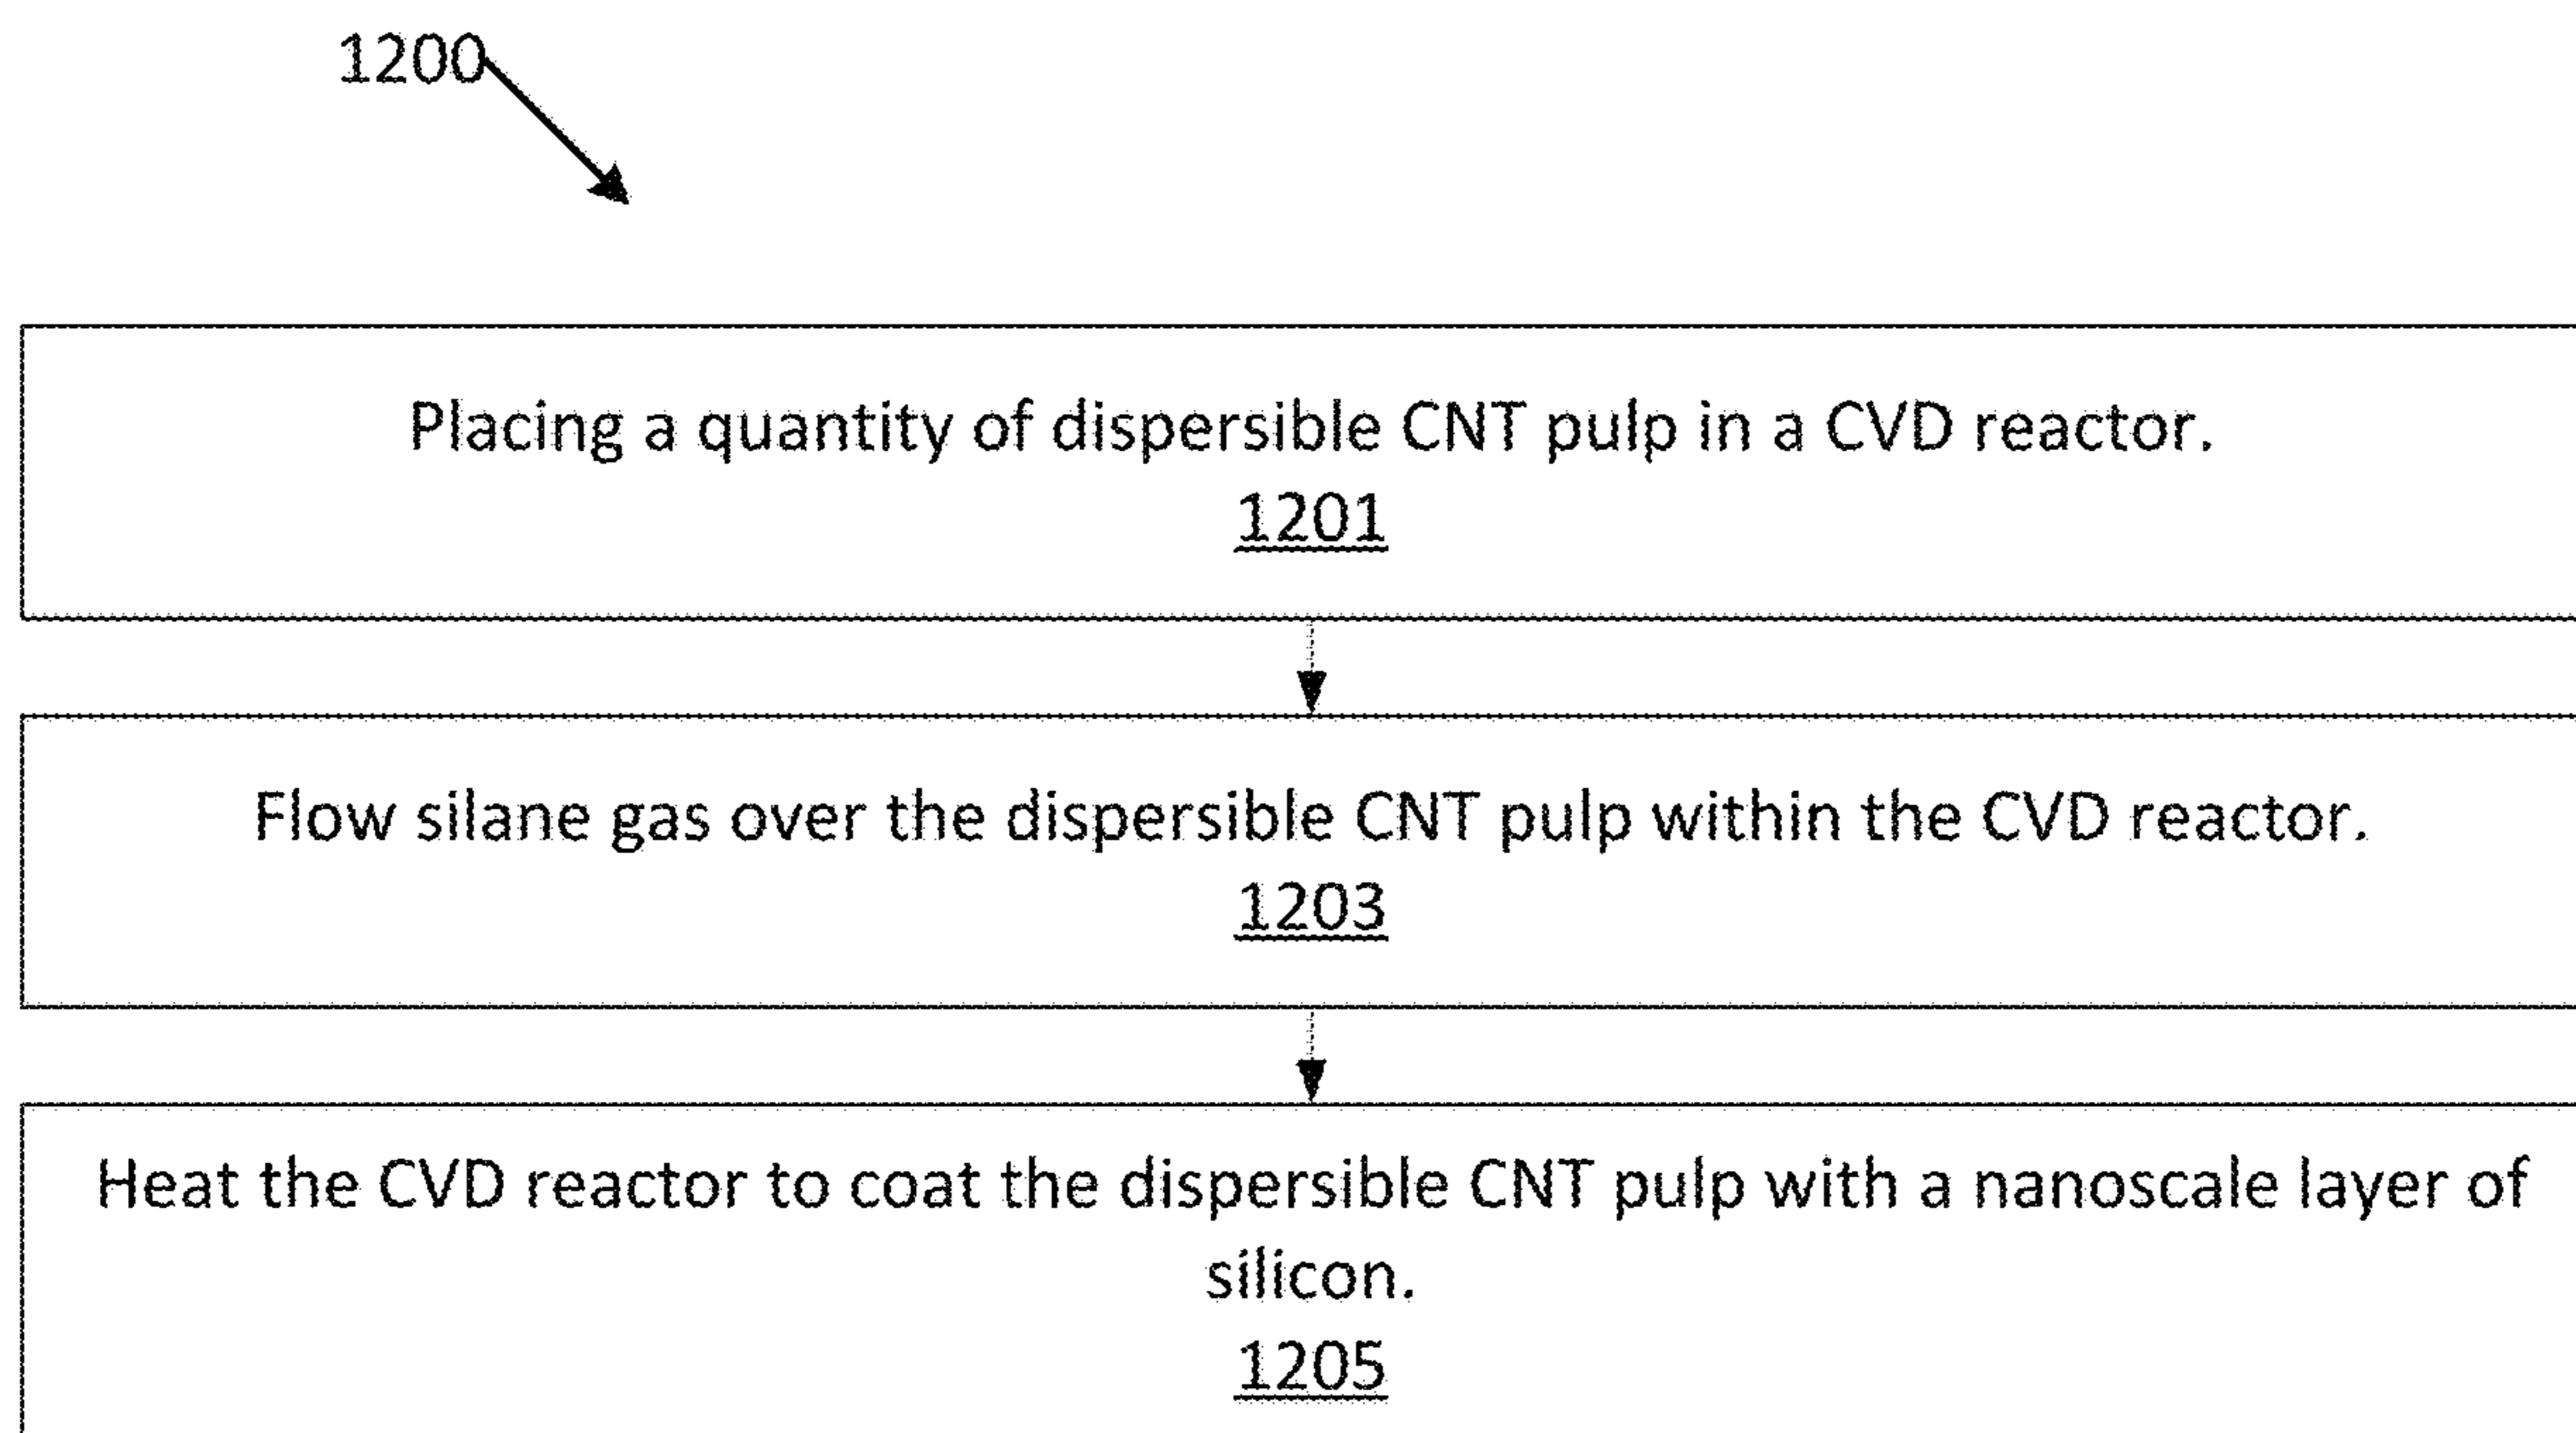 1200
Placing a quantity of dispersible CNT pulp in a CVD reactor.
1201
Flow silane gas over the dispersible CNT pulp within the CVD reactor.
1203
Heat the CVD reactor to coat the dispersible CNT pulp with a nanoscale layer of
silicon.
1205